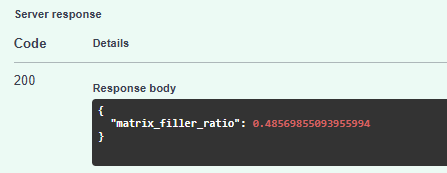 Server response
Code Details
200
Response body
{
"matrix_filler_ratio": 0.48569855093955994
}